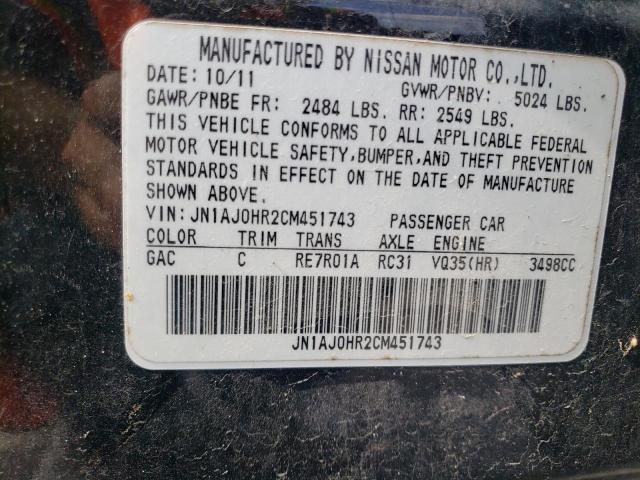 MANUFACTURED BY NISSAN MOTOR CO.,LTD.
DATE: 10/11 GVWR/PNBV: 5024 LBS.
GAWR/PNBE FR: 2484 LBS. RR: 2549 LBS.
THIS VEHICLE CONFORMS TO ALL APPLICABLE FEDERAL
MOTOR VEHICLE SAFETY, BUMPER, AND THEFT PREVENTION
STANDARDS IN EFFECT ON THE DATE OF MANUFACTURE
SHOWN ABOVE.
VIN: JN1AJ0HR2CM451743 PASSENGER CAR
COLOR TRIM TRANS AXLE ENGINE
GAC C RE7R01A RC31 VQ35(HR) 3498CC
JN1AJ0HR2CM451743